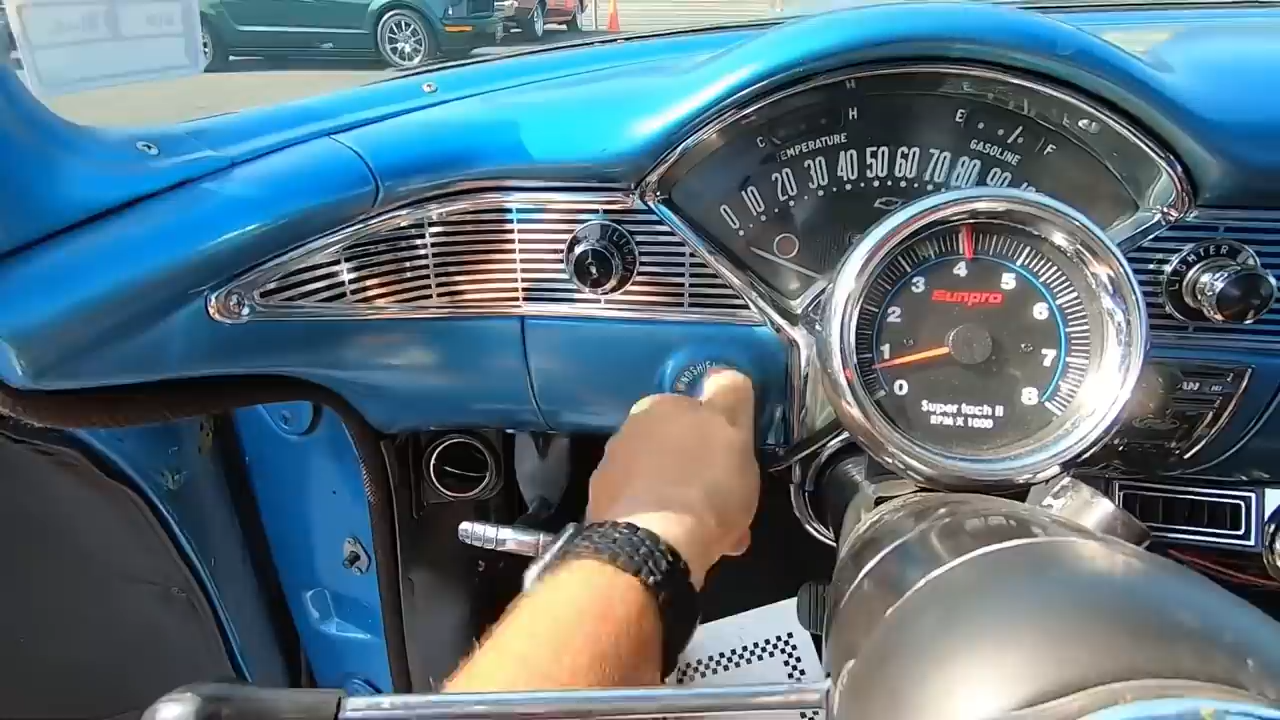 H
E
C H
E F
TEMPERATURE
GASOLINE
0 10 20 30 40 50 60 70 80 90
LIGHTER
4
3 5
Sunpro
2 6
1 7
0 8
Super tach II
RPM X 1000